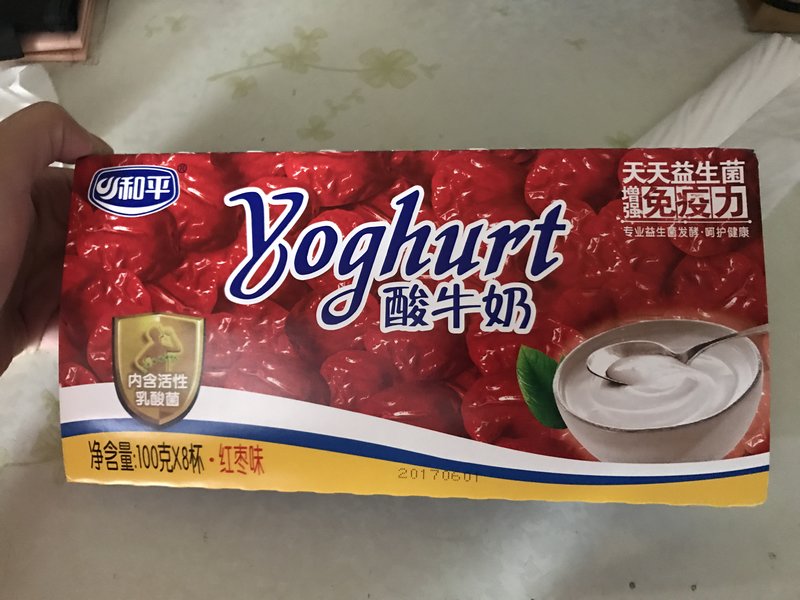 和平®
Yoghurt
酸牛奶
天天益生菌
增强免疫力
专业益生菌发酵·呵护健康
内含活性
乳酸菌
净含量:100克X8杯·红枣味
20170601